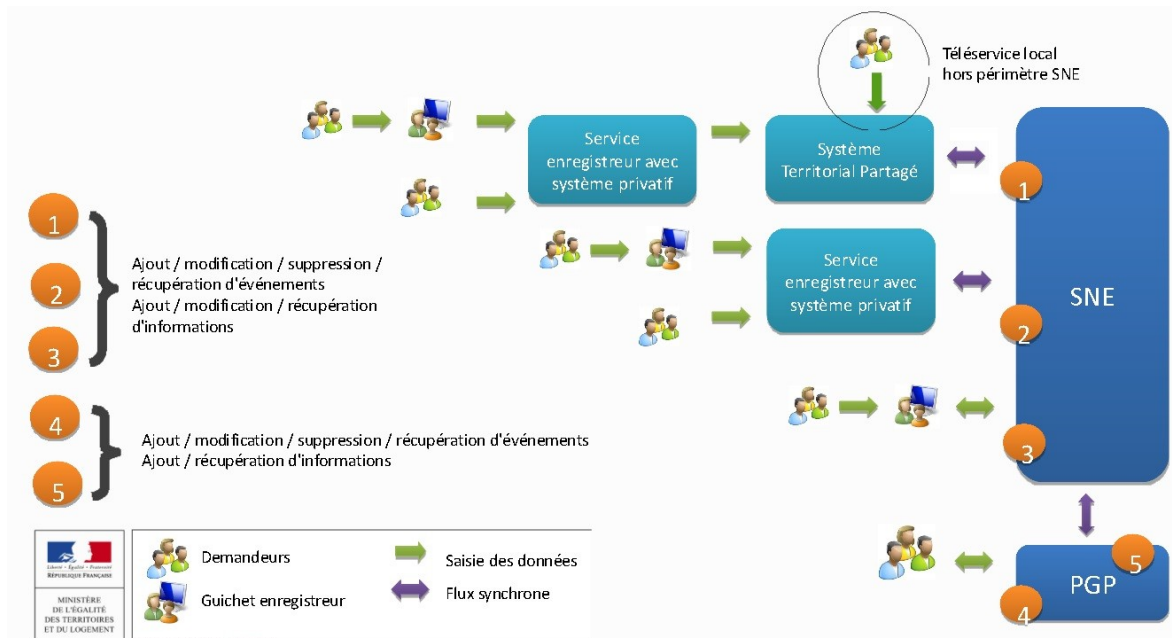 Téléservice local
hors périmètre SNE
Service
enregistreur avec
système privatif
Système
Territorial Partagé
1
SNE
1
2
3
Ajout / modification / suppression /
récupération d'événements
Ajout / modification / récupération
d'informations
Service
enregistreur avec
système privatif
2
3
4
5
Ajout / modification / suppression / récupération d'événements
Ajout / récupération d'informations
Liberté • Égalité • Fraternité
RÉPUBLIQUE FRANÇAISE
MINISTÈRE
DE L'ÉGALITÉ
DES TERRITOIRES
ET DU LOGEMENT
Demandeurs
Saisie des données
Guichet enregistreur
Flux synchrone
5
PGP
4